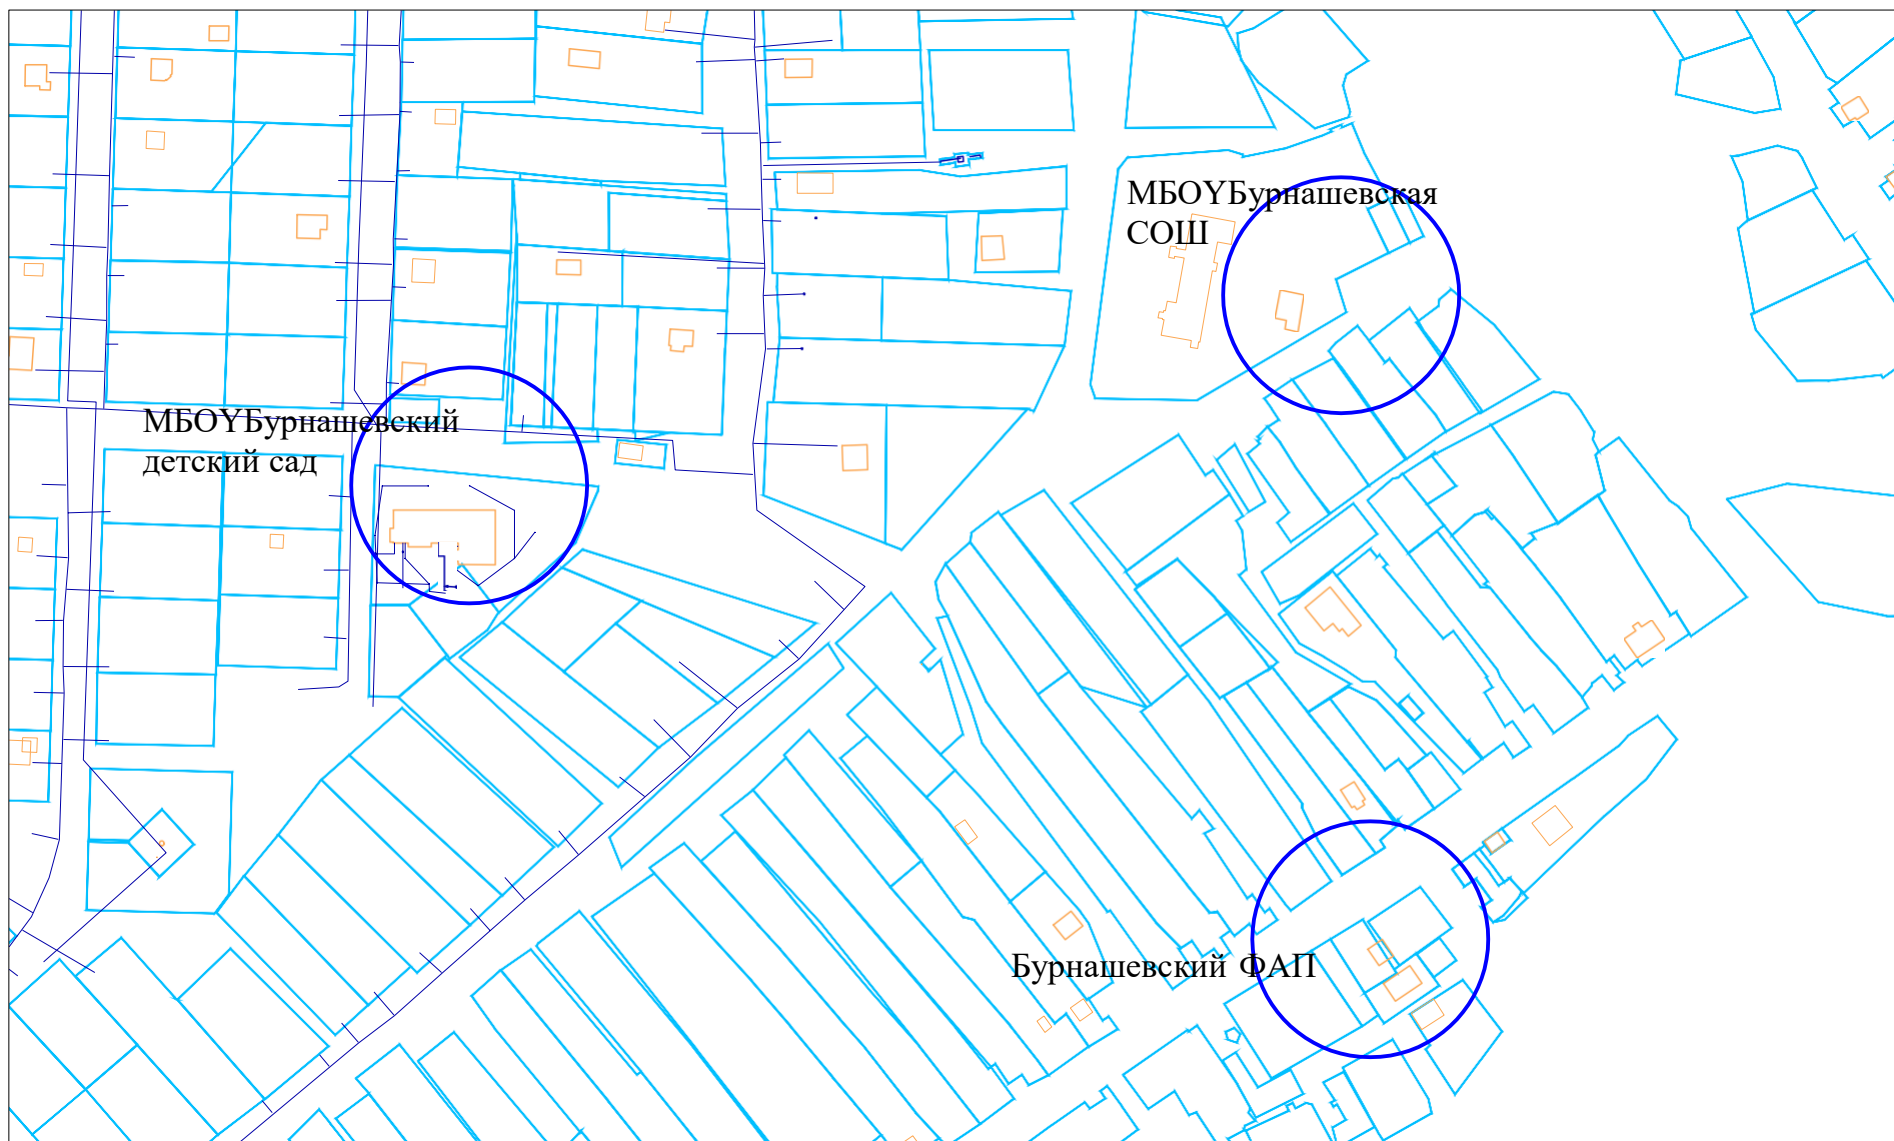 МБОУБурнашевская
СОШ
МБОУБурнашевский
детский сад
Бурнашевский ФАП